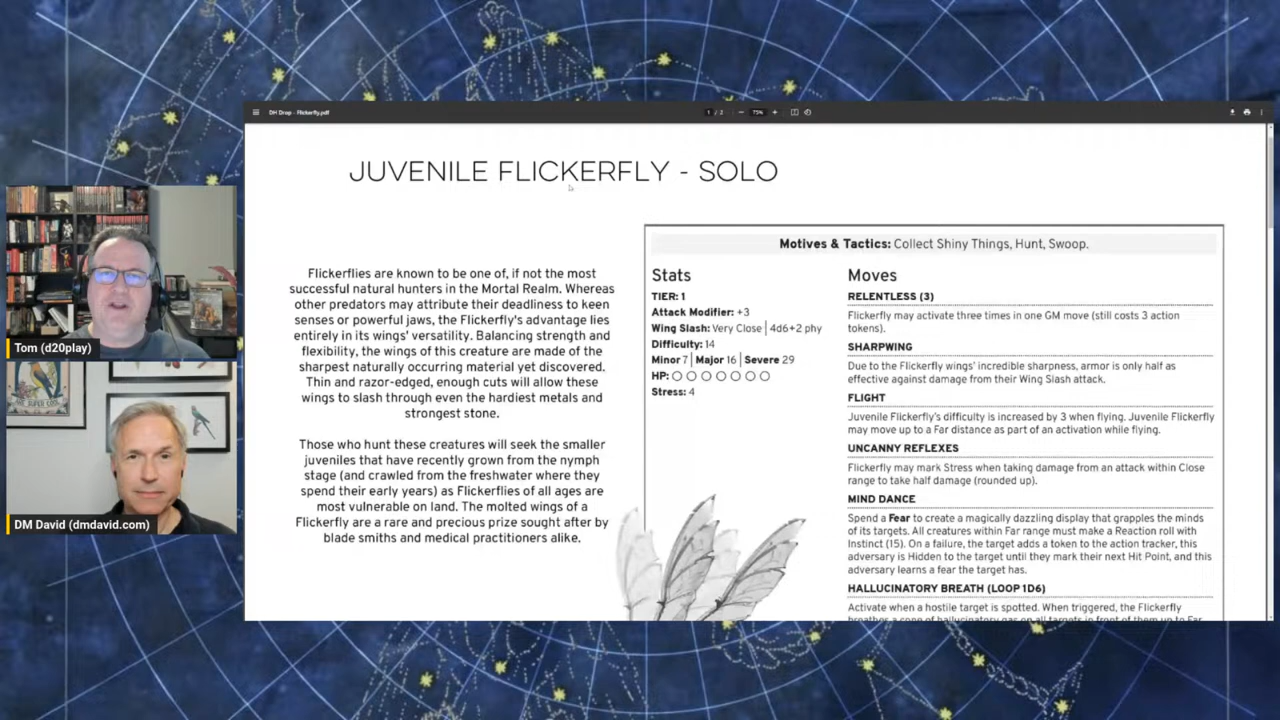 DH Drop - Flickerfly.pdf
1 / 2
75%
JUVENILE FLICKERFLY - SOLO
Flickerflies are known to be one of, if not the most
successful natural hunters in the Mortal Realm. Whereas
other predators may attribute their deadliness to keen
senses or powerful jaws, the Flickerfly's advantage lies
entirely in its wings' versatility. Balancing strength and
flexibility, the wings of this creature are made of the
sharpest naturally occurring material yet discovered.
Thin and razor-edged, enough cuts will allow these
wings to slash through even the hardiest metals and
strongest stone.
Those who hunt these creatures will seek the smaller
juveniles that have recently grown from the nymph
stage (and crawled from the freshwater where they
spend their early years) as Flickerflies of all ages are
most vulnerable on land. The molted wings of a
Flickerfly are a rare and precious prize sought after by
blade smiths and medical practitioners alike.
Motives & Tactics: Collect Shiny Things, Hunt, Swoop.
Stats
TIER: 1
Attack Modifier: +3
Wing Slash: Very Close | 4d6+2 phy
Difficulty: 14
Minor 7 | Major 16 | Severe 29
HP:
Stress: 4
Moves
RELENTLESS (3)
Flickerfly may activate three times in one GM move (still costs 3 action
tokens).
SHARPWING
Due to the Flickerfly wings' incredible sharpness, armor is only half as
effective against damage from their Wing Slash attack.
FLIGHT
Juvenile Flickerfly's difficulty is increased by 3 when flying. Juvenile Flickerfly
may move up to a Far distance as part of an activation while flying.
UNCANNY REFLEXES
Flickerfly may mark Stress when taking damage from an attack within Close
range to take half damage (rounded up).
MIND DANCE
Spend a Fear to create a magically dazzling display that grapples the minds
of its targets. All creatures within Far range must make a Reaction roll with
Instinct (15). On a failure, the target adds a token to the action tracker, this
adversary is Hidden to the target until they mark their next Hit Point, and this
adversary learns a fear the target has.
HALLUCINATORY BREATH (LOOP 1D6)
Activate when a hostile target is spotted. When triggered, the Flickerfly
breathes a cone of hallucinatory gas on all targets in front of them up to Far
Tom (d20play)
DM David (dmdavid.com)